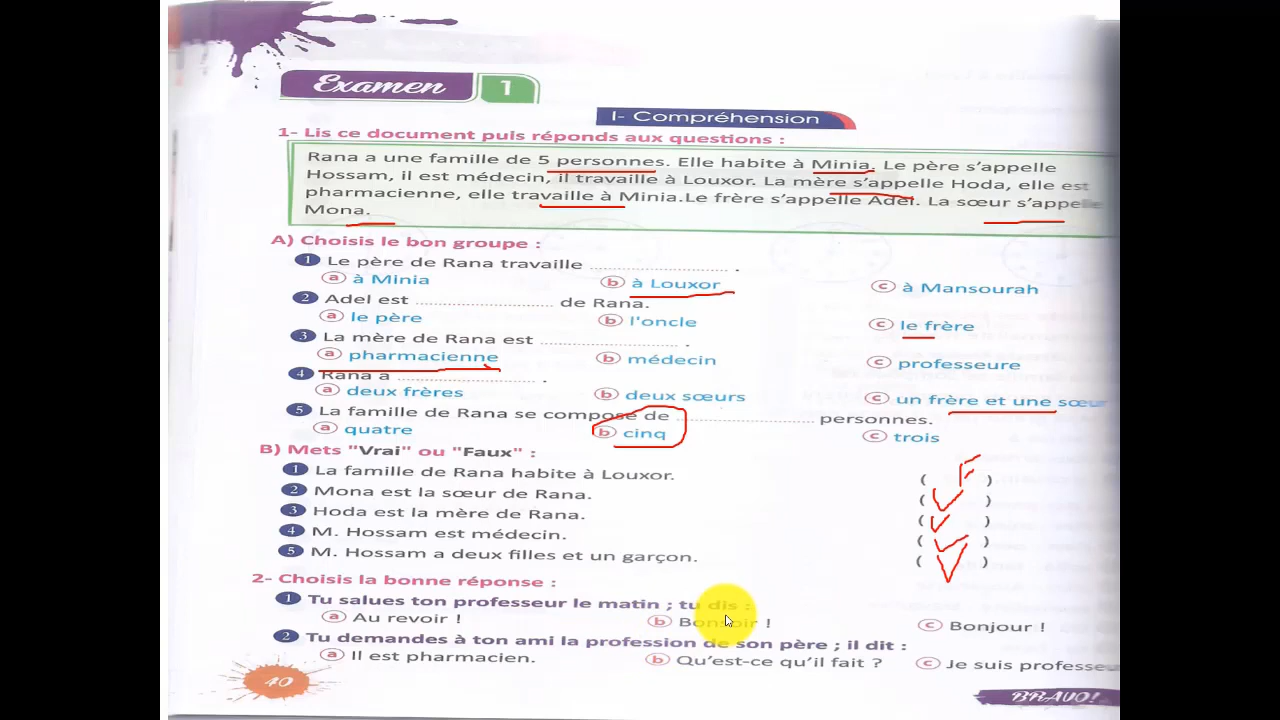 Examen 1
I- Compréhension
1- Lis ce document puis réponds aux questions :
Rana a une famille de 5 personnes. Elle habite à Minia. Le père s'appelle
Hossam, il est médecin, il travaille à Louxor. La mère s'appelle Hoda, elle est
pharmacienne, elle travaille à Minia.Le frère s'appelle Adel. La sœur s'appelle
Mona.
A) Choisis le bon groupe :
1 Le père de Rana travaille .............................. .
a à Minia b à Louxor c à Mansourah
2 Adel est .............................. de Rana.
a le père b l'oncle c le frère
3 La mère de Rana est .............................. .
a pharmacienne b médecin c professeure
4 Rana a .............................. .
a deux frères b deux sœurs c un frère et une sœur
5 La famille de Rana se compose de .............................. personnes.
a quatre b cinq c trois
B) Mets "Vrai" ou "Faux" :
1 La famille de Rana habite à Louxor. ( F )
2 Mona est la sœur de Rana. ( ✓ )
3 Hoda est la mère de Rana. ( ✓ )
4 M. Hossam est médecin. ( ✓ )
5 M. Hossam a deux filles et un garçon. ( ✓ )
2- Choisis la bonne réponse :
1 Tu salues ton professeur le matin ; tu dis :
a Au revoir ! b Bonsoir ! c Bonjour !
2 Tu demandes à ton ami la profession de son père ; il dit :
a Il est pharmacien. b Qu'est-ce qu'il fait ? c Je suis professeu
40
BRAVO!